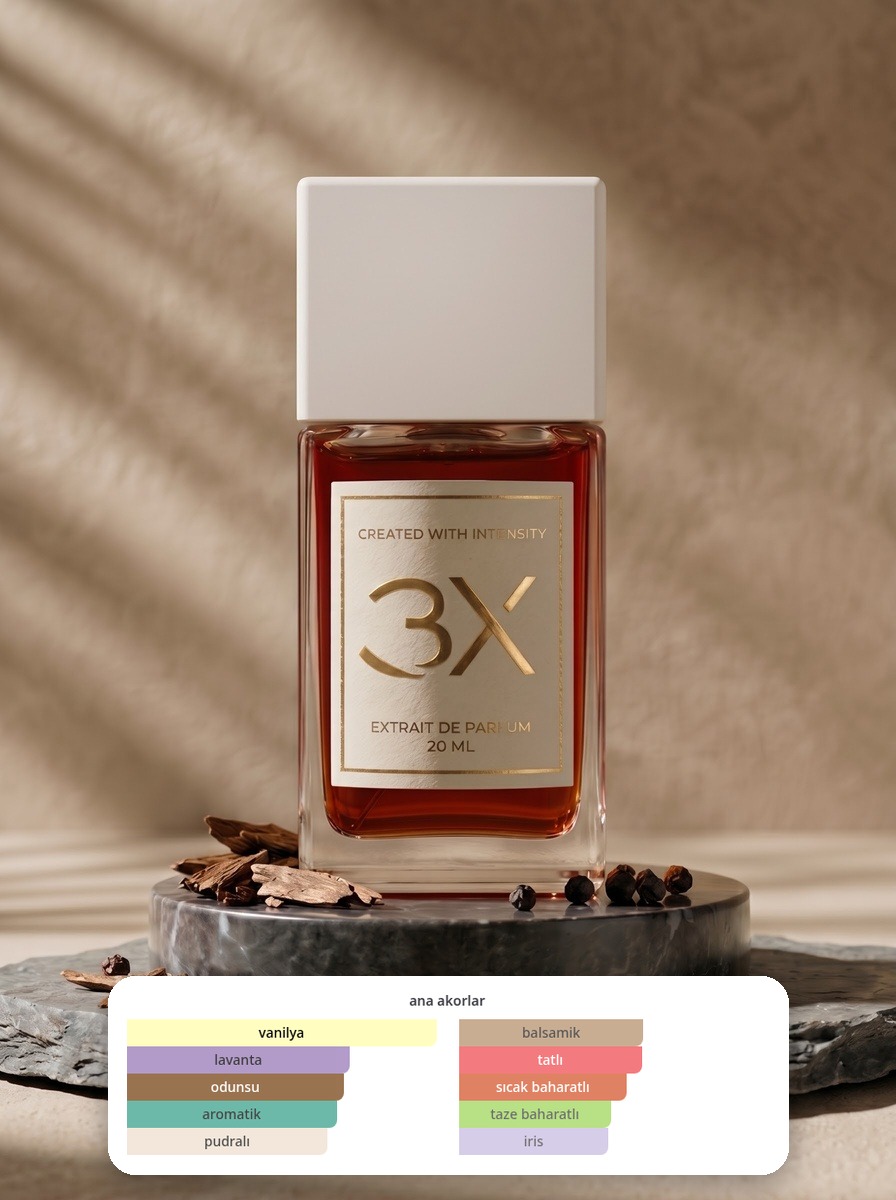 CREATED WITH INTENSITY
3X
EXTRAIT DE PARFUM
20 ML
ana akorlar
vanilya
lavanta
odunsu
aromatik
pudralı
balsamik
tatlı
sıcak baharatlı
taze baharatlı
iris